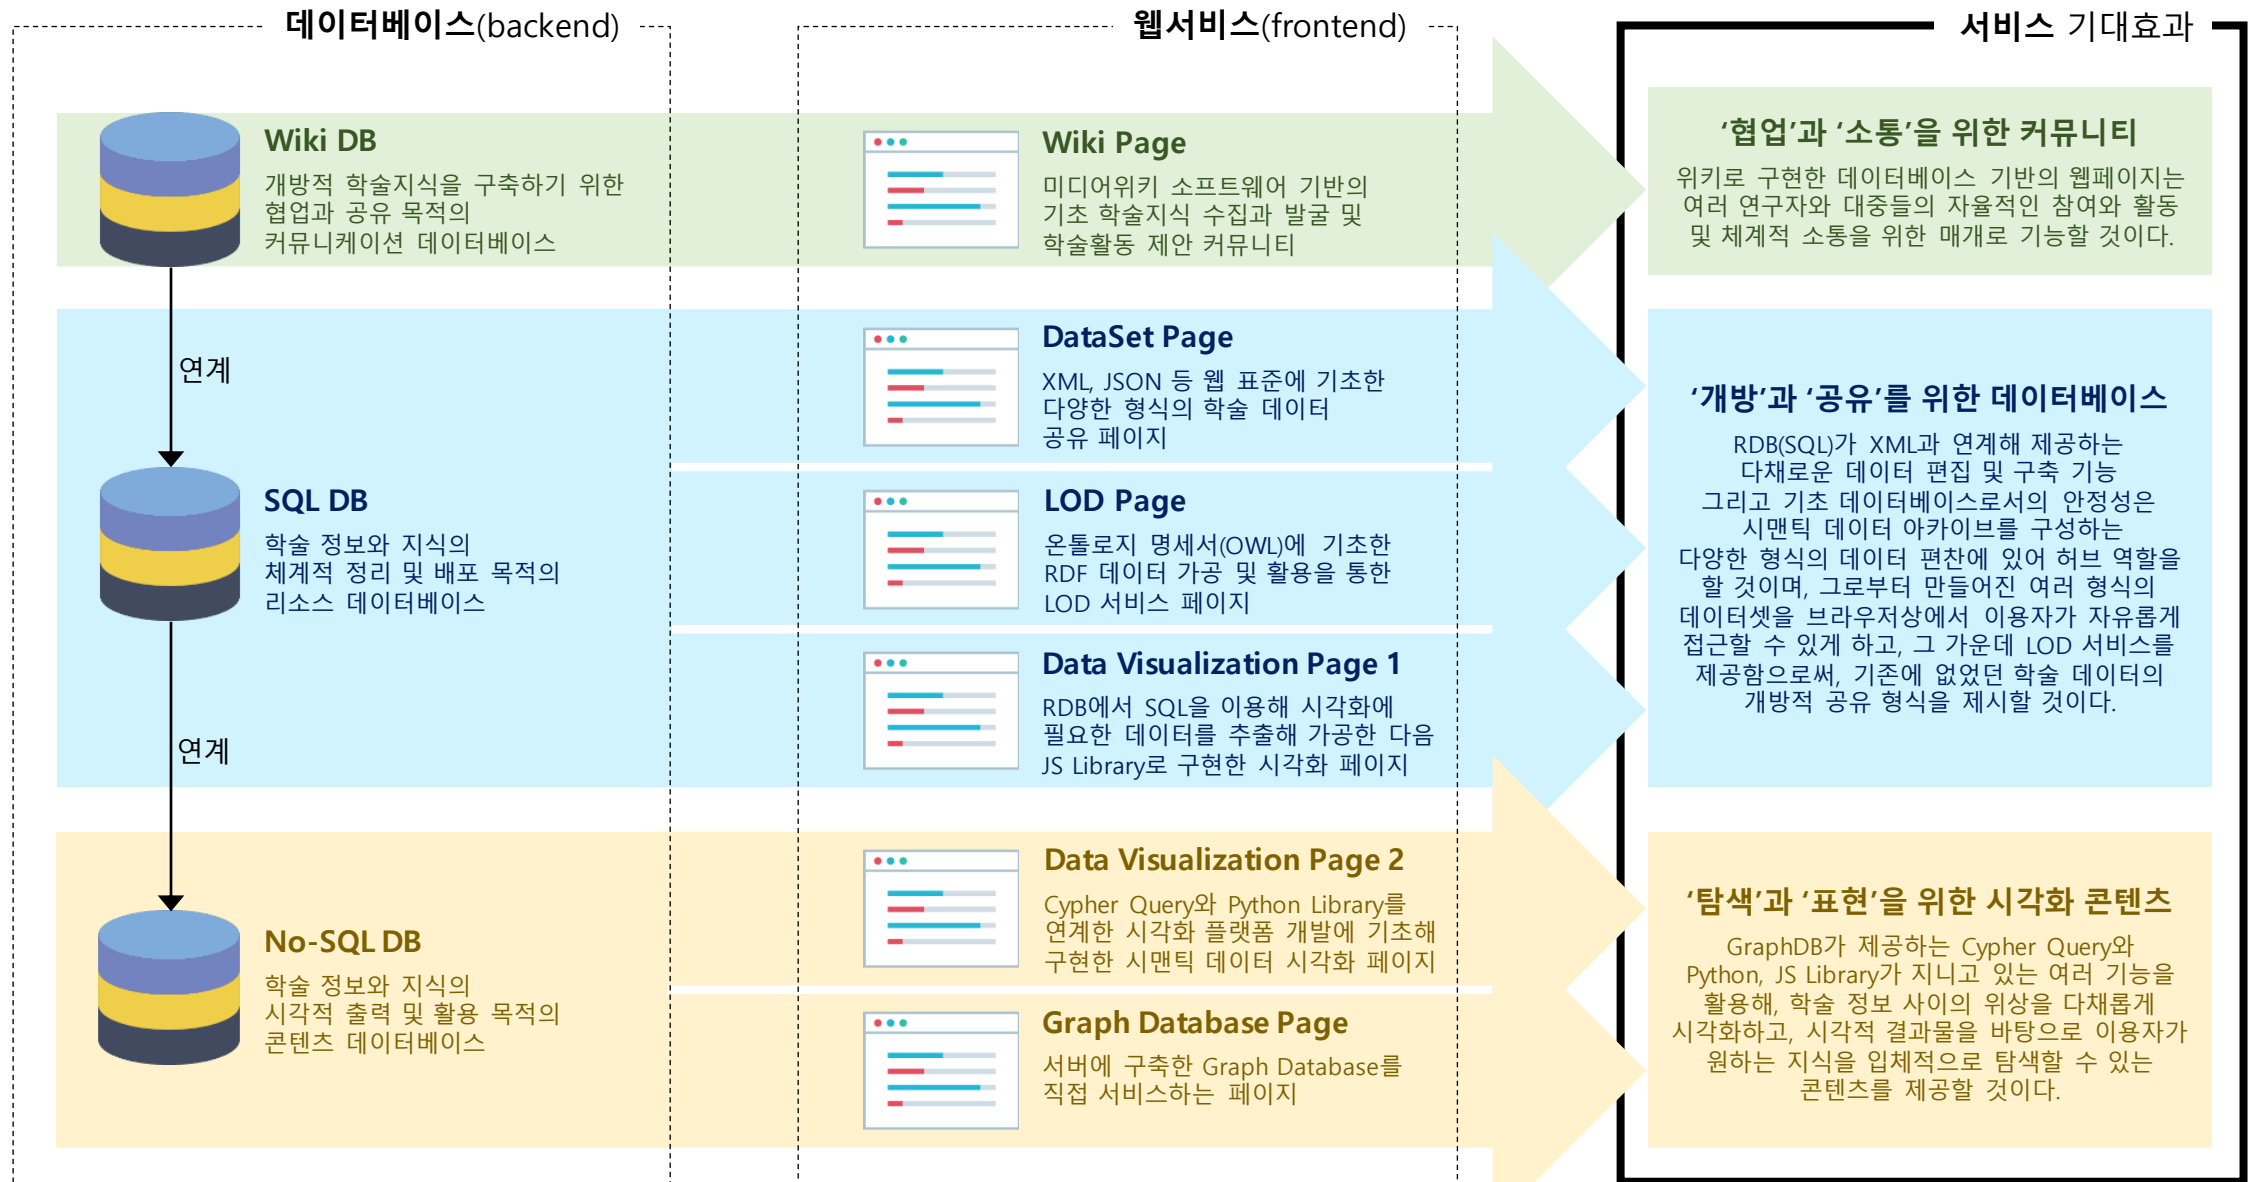 데이터베이스(backend)
웹서비스(frontend)
서비스 기대효과
Wiki DB
개방적 학술지식을 구축하기 위한
협업과 공유 목적의
커뮤니케이션 데이터베이스
Wiki Page
미디어위키 소프트웨어 기반의
기초 학술지식 수집과 발굴 및
학술활동 제안 커뮤니티
‘협업’과 ‘소통’을 위한 커뮤니티
위키로 구현한 데이터베이스 기반의 웹페이지는
여러 연구자와 대중들의 자율적인 참여와 활동
및 체계적 소통을 위한 매개로 기능할 것이다.
연계
SQL DB
학술 정보와 지식의
체계적 정리 및 배포 목적의
리소스 데이터베이스
DataSet Page
XML, JSON 등 웹 표준에 기초한
다양한 형식의 학술 데이터
공유 페이지
LOD Page
온톨로지 명세서(OWL)에 기초한
RDF 데이터 가공 및 활용을 통한
LOD 서비스 페이지
Data Visualization Page 1
RDB에서 SQL을 이용해 시각화에
필요한 데이터를 추출해 가공한 다음
JS Library로 구현한 시각화 페이지
‘개방’과 ‘공유’를 위한 데이터베이스
RDB(SQL)가 XML과 연계해 제공하는
다채로운 데이터 편집 및 구축 기능
그리고 기초 데이터베이스로서의 안정성은
시맨틱 데이터 아카이브를 구성하는
다양한 형식의 데이터 편찬에 있어 허브 역할을
할 것이며, 그로부터 만들어진 여러 형식의
데이터셋을 브라우저상에서 이용자가 자유롭게
접근할 수 있게 하고, 그 가운데 LOD 서비스를
제공함으로써, 기존에 없었던 학술 데이터의
개방적 공유 형식을 제시할 것이다.
연계
No-SQL DB
학술 정보와 지식의
시각적 출력 및 활용 목적의
콘텐츠 데이터베이스
Data Visualization Page 2
Cypher Query와 Python Library를
연계한 시각화 플랫폼 개발에 기초해
구현한 시맨틱 데이터 시각화 페이지
Graph Database Page
서버에 구축한 Graph Database를
직접 서비스하는 페이지
‘탐색’과 ‘표현’을 위한 시각화 콘텐츠
GraphDB가 제공하는 Cypher Query와
Python, JS Library가 지니고 있는 여러 기능을
활용해, 학술 정보 사이의 위상을 다채롭게
시각화하고, 시각적 결과물을 바탕으로 이용자가
원하는 지식을 입체적으로 탐색할 수 있는
콘텐츠를 제공할 것이다.